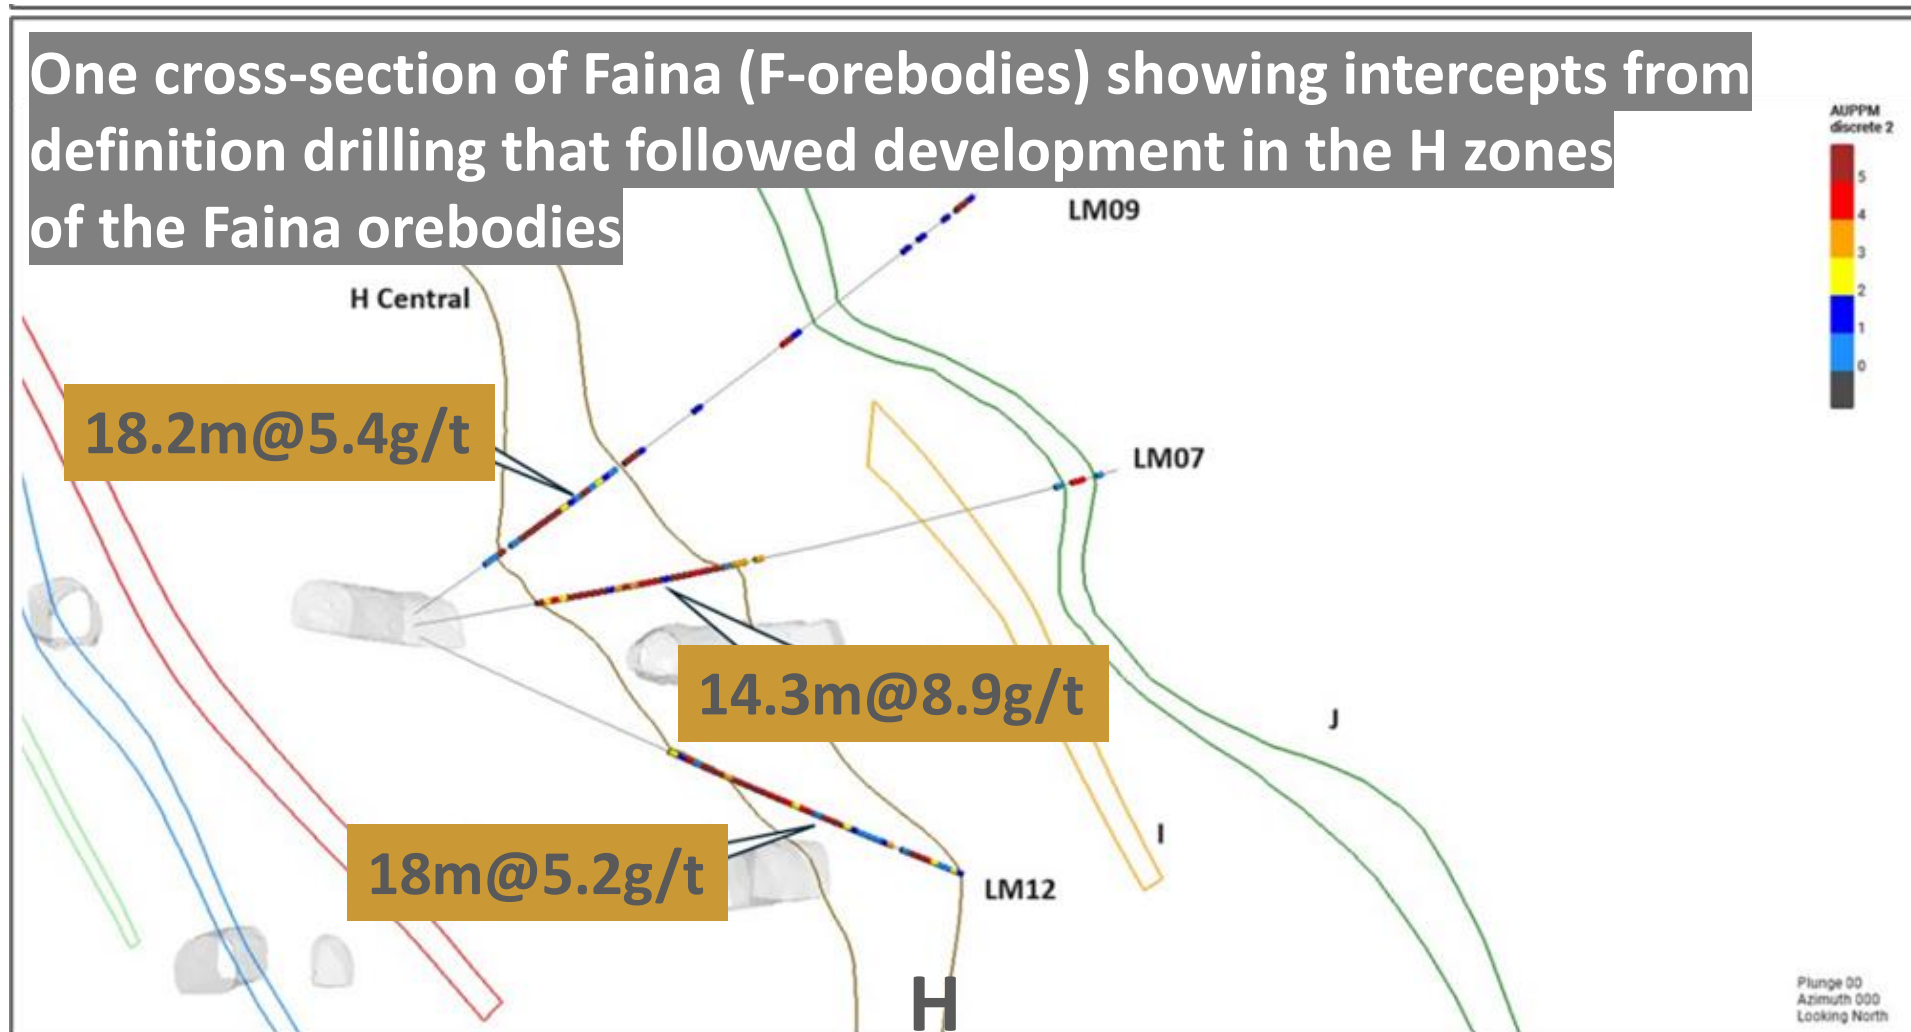 One cross-section of Faina (F-orebodies) showing intercepts from
definition drilling that followed development in the H zones
of the Faina orebodies
AUPPM
discrete 2
5
4
3
2
1
0
LM09
H Central
18.2m@5.4g/t
LM07
14.3m@8.9g/t
J
I
18m@5.2g/t
LM12
H
Plunge 00
Azimuth 000
Looking North